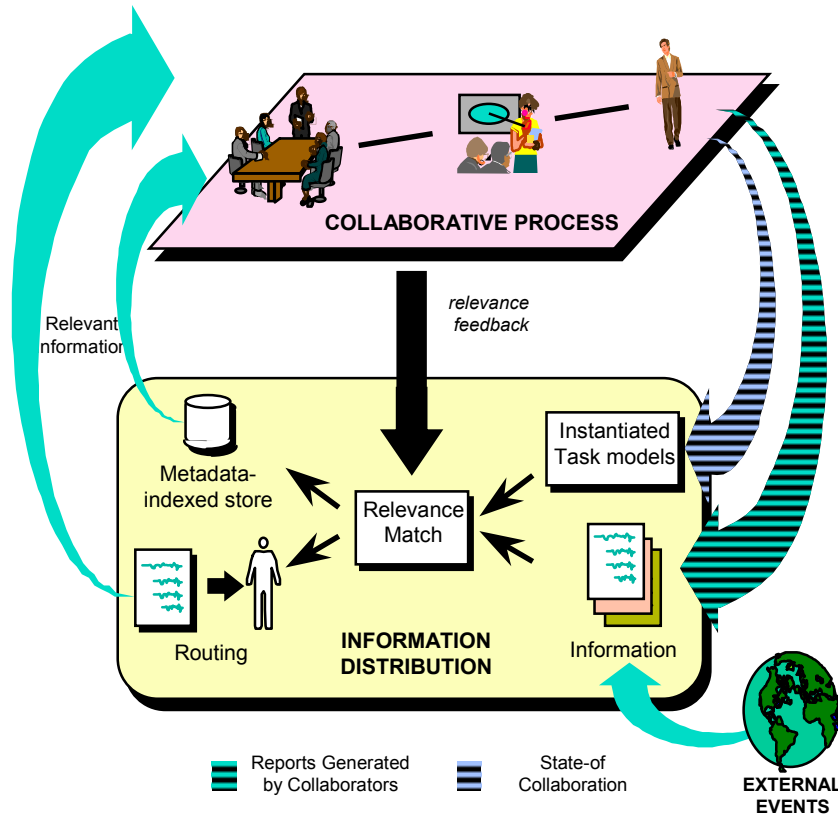 COLLABORATIVE PROCESS
relevance
feedback
Relevant
Information
Instantiated
Task models
Metadata-
indexed store
Relevance
Match
Routing
INFORMATION
DISTRIBUTION
Information
Reports Generated
by Collaborators
State-of
Collaboration
EXTERNAL
EVENTS